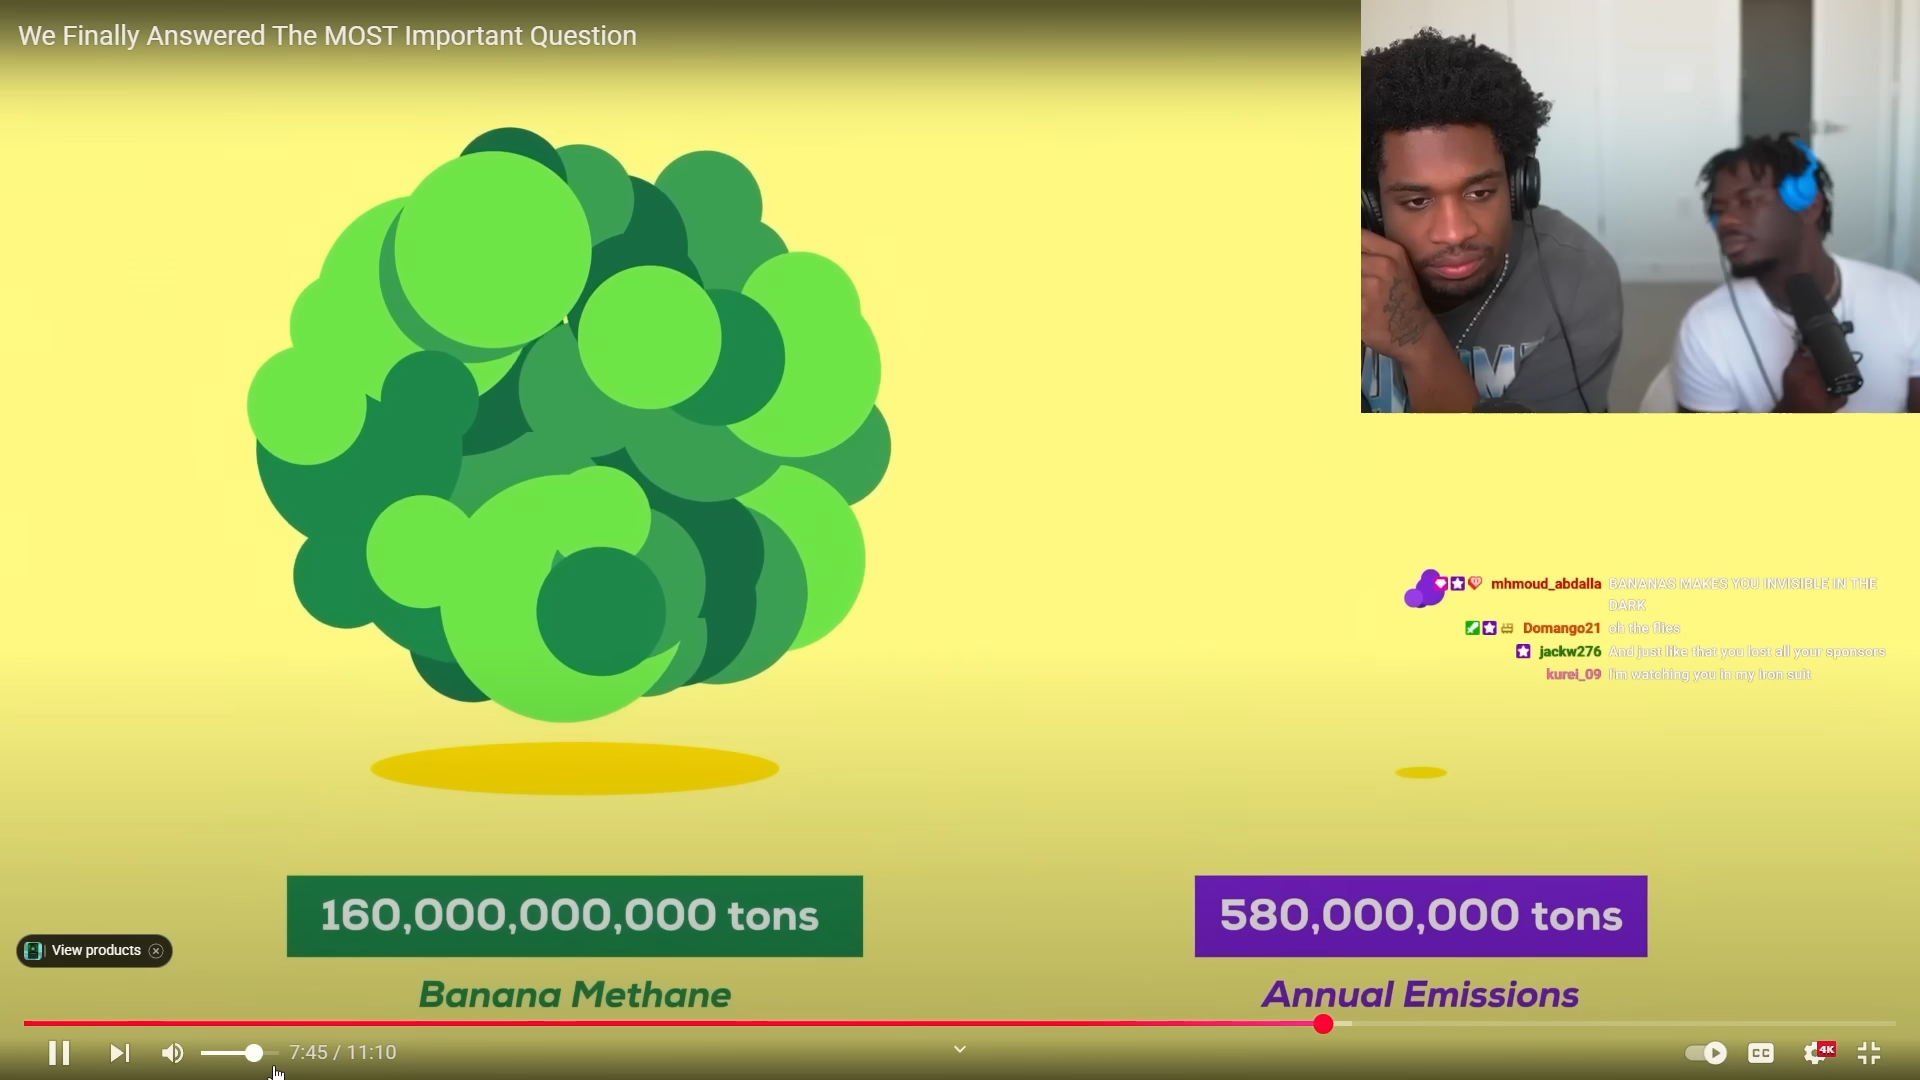 We Finally Answered The MOST Important Question
mhmoud_abdalla BANANAS MAKES YOU INVISIBLE IN THE
DARK
Domango21 oh the flies
jackw276 And just like that you lost all your sponsors
kurei_09 I'm watching you in my iron suit
160,000,000,000 tons
580,000,000 tons
View products
Banana Methane
Annual Emissions
7:45 / 11:10
CC
4K